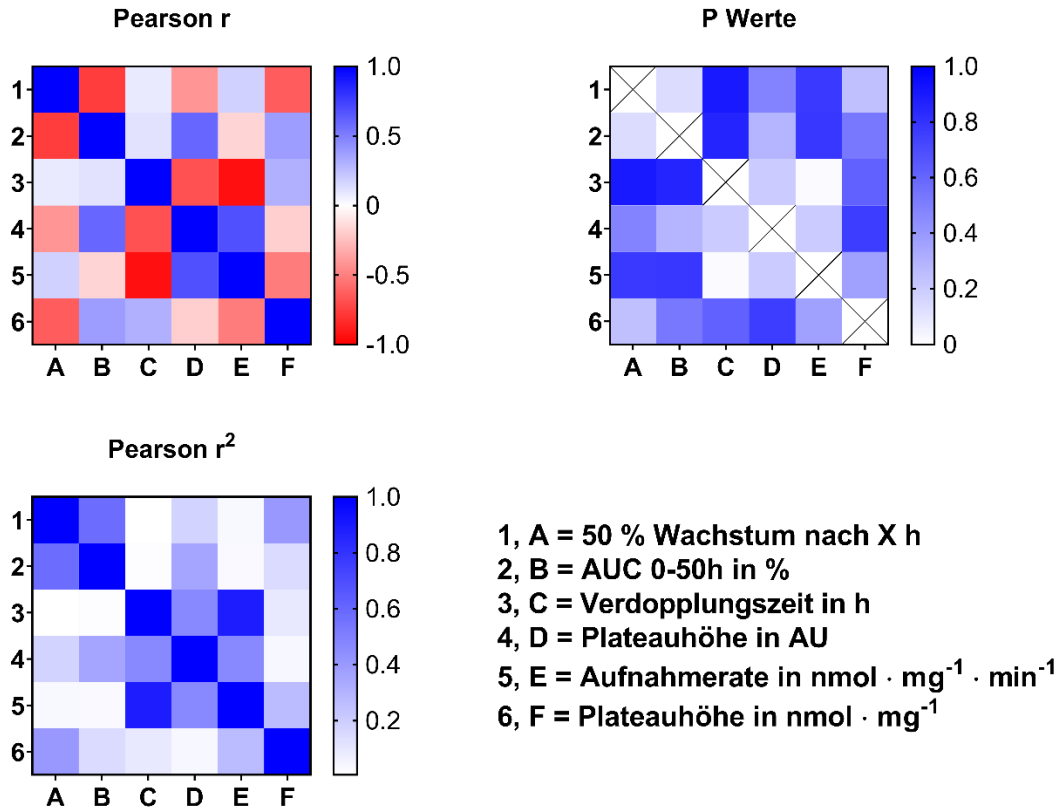 Pearson r
1
2
3
4
5
6
A B C D E F
1.0
0.5
0
-0.5
-1.0
P Werte
1
2
3
4
5
6
A B C D E F
1.0
0.8
0.6
0.4
0.2
0
Pearson r²
1
2
3
4
5
6
A B C D E F
1.0
0.8
0.6
0.4
0.2
1, A = 50 % Wachstum nach X h
2, B = AUC 0-50h in %
3, C = Verdopplungszeit in h
4, D = Plateauhöhe in AU
5, E = Aufnahmerate in nmol · mg⁻¹ · min⁻¹
6, F = Plateauhöhe in nmol · mg⁻¹